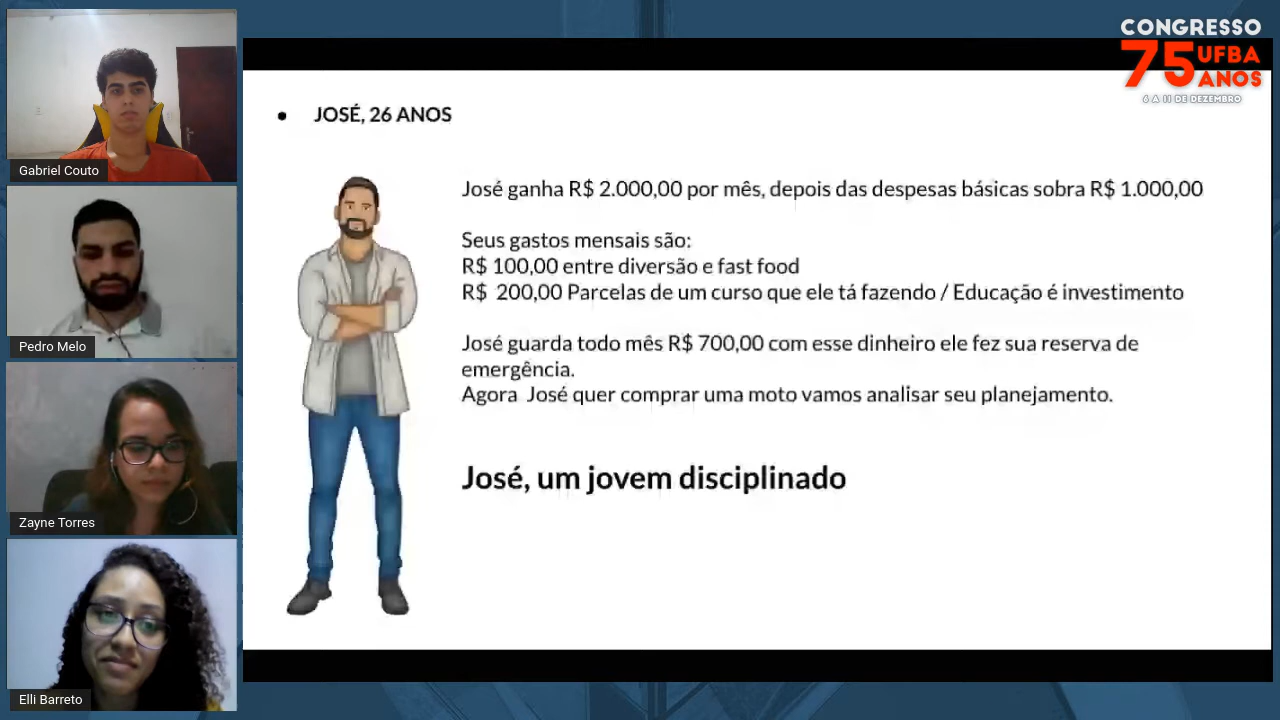 CONGRESSO
75 UFBA
ANOS
6 A 11 DE DEZEMBRO
Gabriel Couto
Pedro Melo
Zayne Torres
Elli Barreto
• JOSÉ, 26 ANOS
José ganha R$ 2.000,00 por mês, depois das despesas básicas sobra R$ 1.000,00
Seus gastos mensais são:
R$ 100,00 entre diversão e fast food
R$ 200,00 Parcelas de um curso que ele tá fazendo / Educação é investimento
José guarda todo mês R$ 700,00 com esse dinheiro ele fez sua reserva de
emergência.
Agora José quer comprar uma moto vamos analisar seu planejamento.
José, um jovem disciplinado